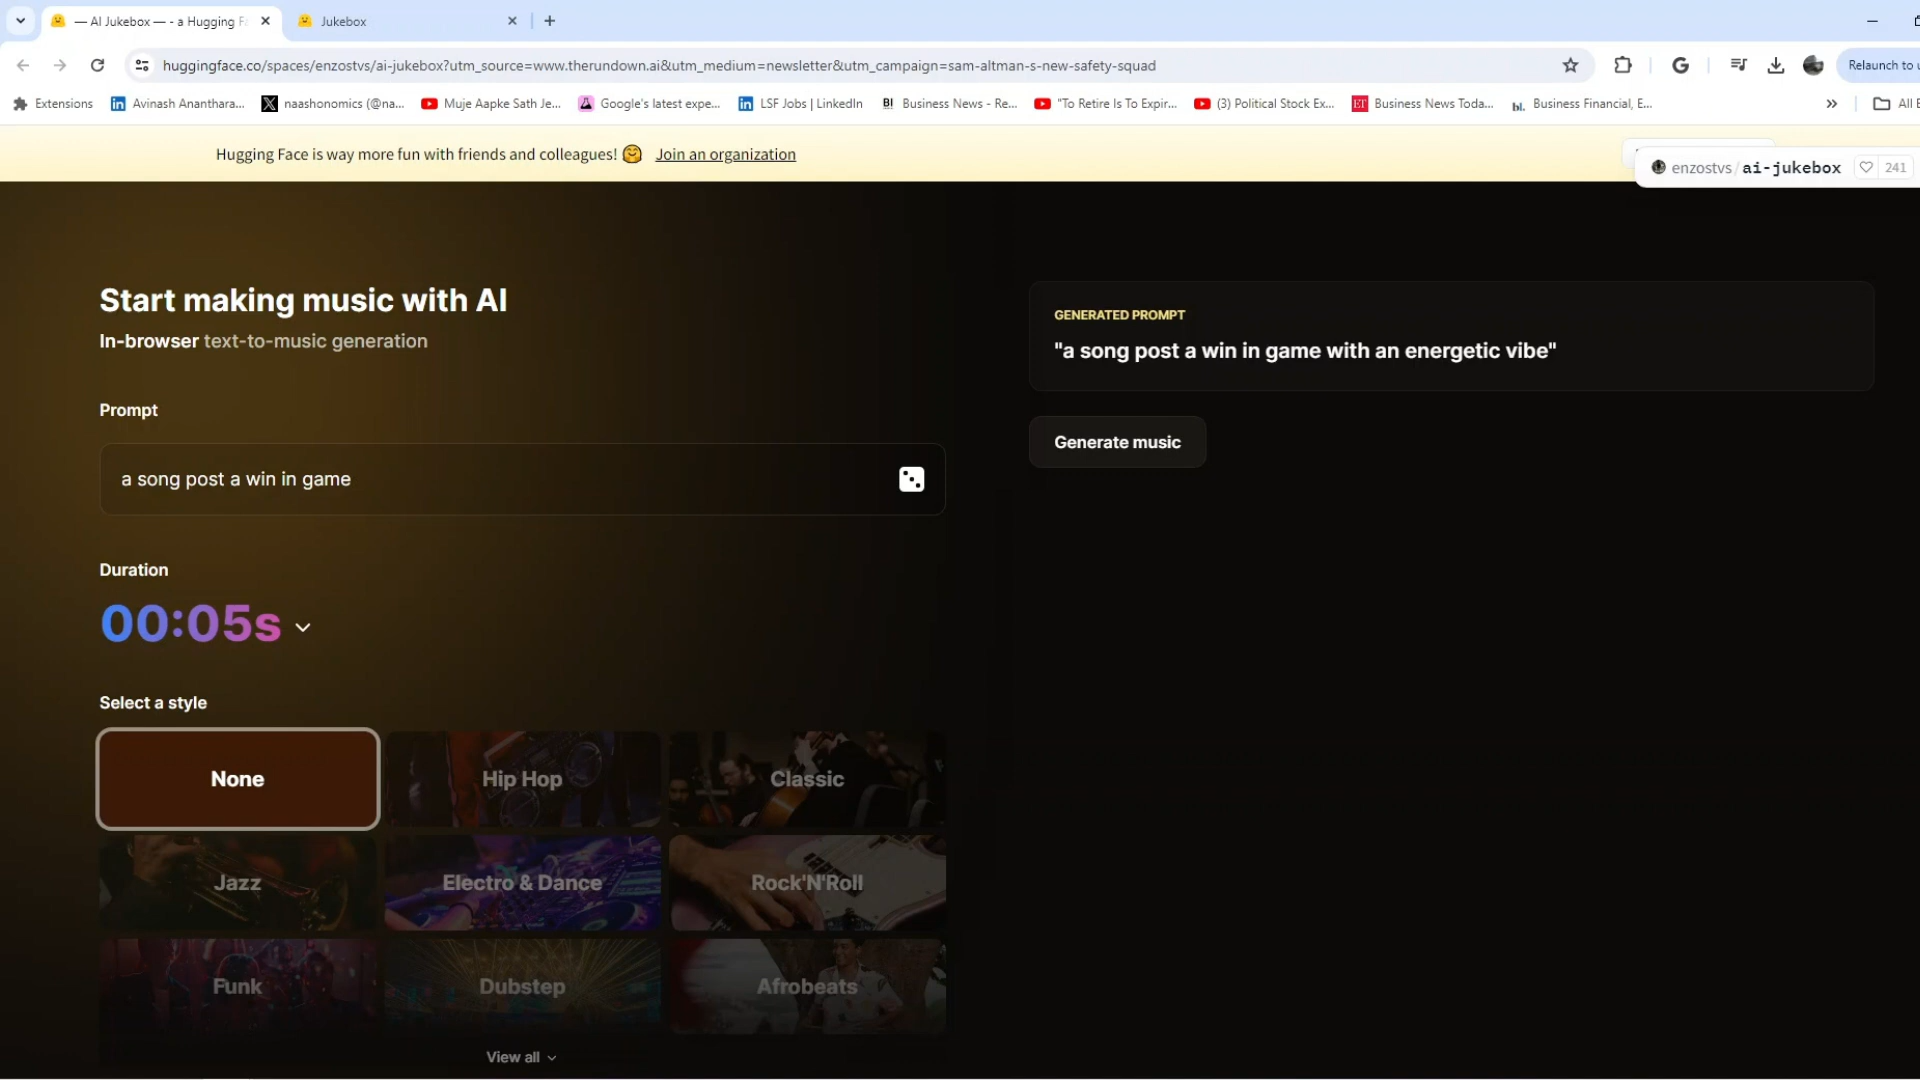 — AI Jukebox — - a Hugging F
Jukebox
huggingface.co/spaces/enzostvs/ai-jukebox?utm_source=www.therundown.ai&utm_medium=newsletter&utm_campaign=sam-altman-s-new-safety-squad
Relaunch to u
Extensions
Avinash Ananthara...
naashonomics (@na...
Muje Aapke Sath Je...
Google's latest expe...
LSF Jobs | LinkedIn
Business News - Re...
"To Retire Is To Expir...
(3) Political Stock Ex...
Business News Toda...
Business Financial, E...
All B
Hugging Face is way more fun with friends and colleagues! 🤗 Join an organization
enzostvs/ai-jukebox 241
Start making music with AI
In-browser text-to-music generation
Prompt
a song post a win in game
Duration
00:05s
Select a style
None
Hip Hop
Classic
Jazz
Electro & Dance
Rock'N'Roll
Funk
Dubstep
Afrobeats
View all
GENERATED PROMPT
"a song post a win in game with an energetic vibe"
Generate music